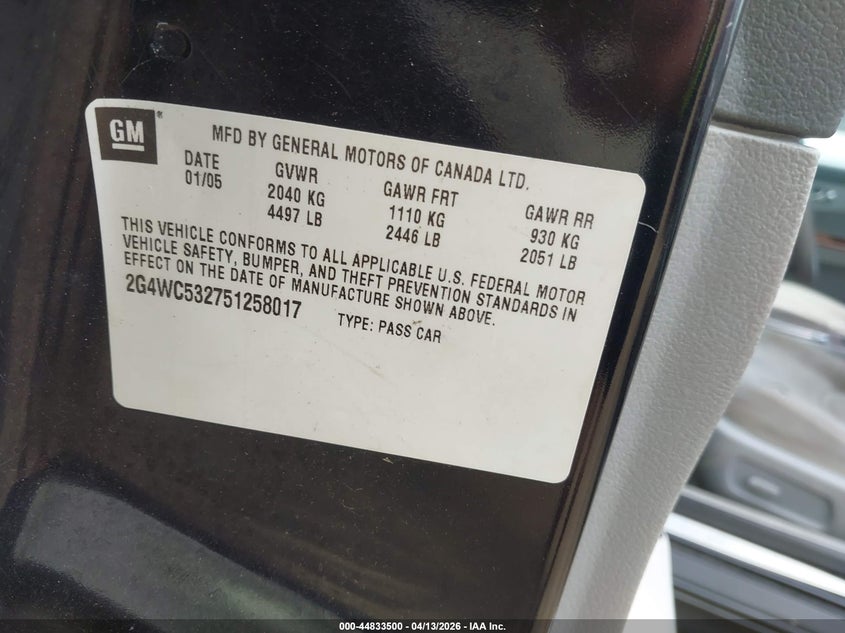 GM®
MFD BY GENERAL MOTORS OF CANADA LTD.
DATE GVWR GAWR FRT GAWR RR
01/05 2040 KG 1110 KG 930 KG
4497 LB 2446 LB 2051 LB
THIS VEHICLE CONFORMS TO ALL APPLICABLE U.S. FEDERAL MOTOR
VEHICLE SAFETY, BUMPER, AND THEFT PREVENTION STANDARDS IN
EFFECT ON THE DATE OF MANUFACTURE SHOWN ABOVE.
2G4WC532751258017 TYPE: PASS CAR
000-44833500 | 04/13/2026 | IAA Inc.